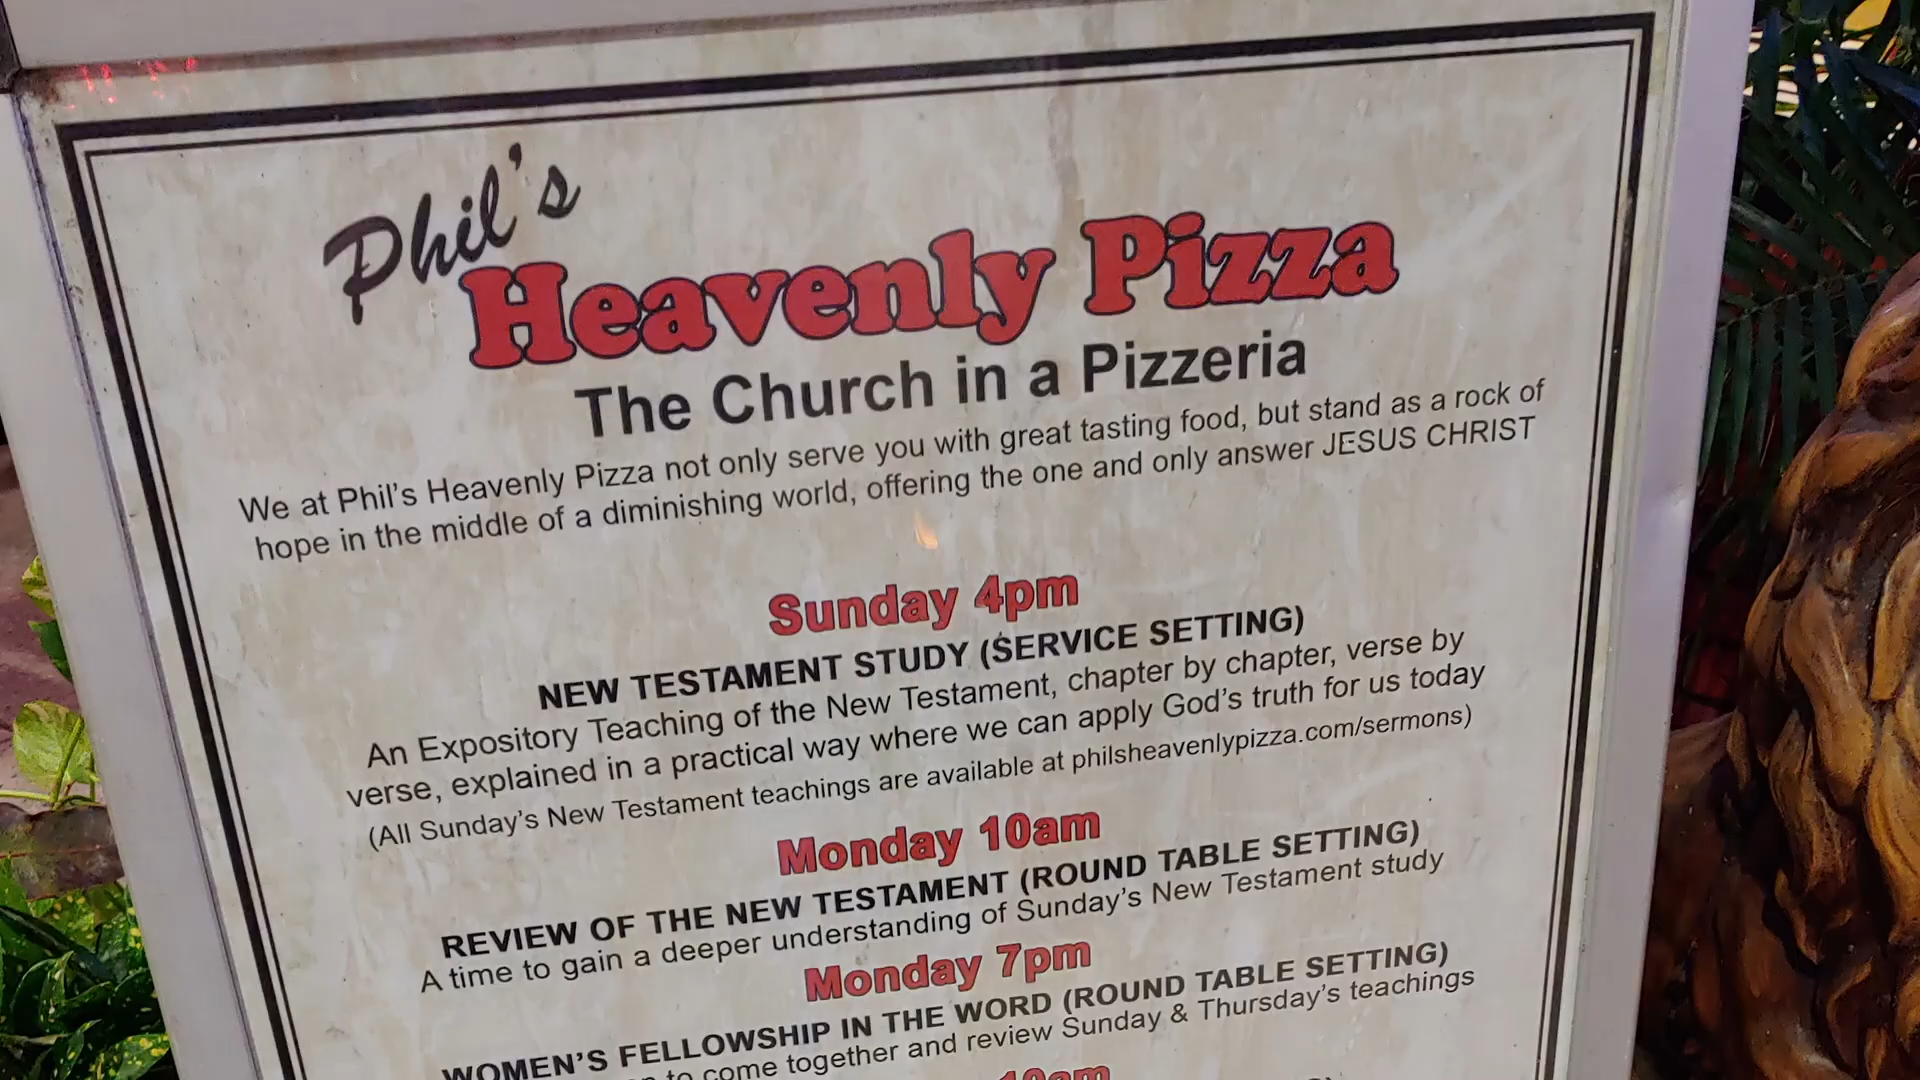 Phil's
Heavenly Pizza
The Church in a Pizzeria
We at Phil's Heavenly Pizza not only serve you with great tasting food, but stand as a rock of
hope in the middle of a diminishing world, offering the one and only answer JESUS CHRIST
Sunday 4pm
NEW TESTAMENT STUDY (SERVICE SETTING)
An Expository Teaching of the New Testament, chapter by chapter, verse by
verse, explained in a practical way where we can apply God's truth for us today
(All Sunday's New Testament teachings are available at philsheavenlypizza.com/sermons)
Monday 10am
REVIEW OF THE NEW TESTAMENT (ROUND TABLE SETTING)
A time to gain a deeper understanding of Sunday's New Testament study
Monday 7pm
WOMEN'S FELLOWSHIP IN THE WORD (ROUND TABLE SETTING)
to come together and review Sunday & Thursday's teachings
10am